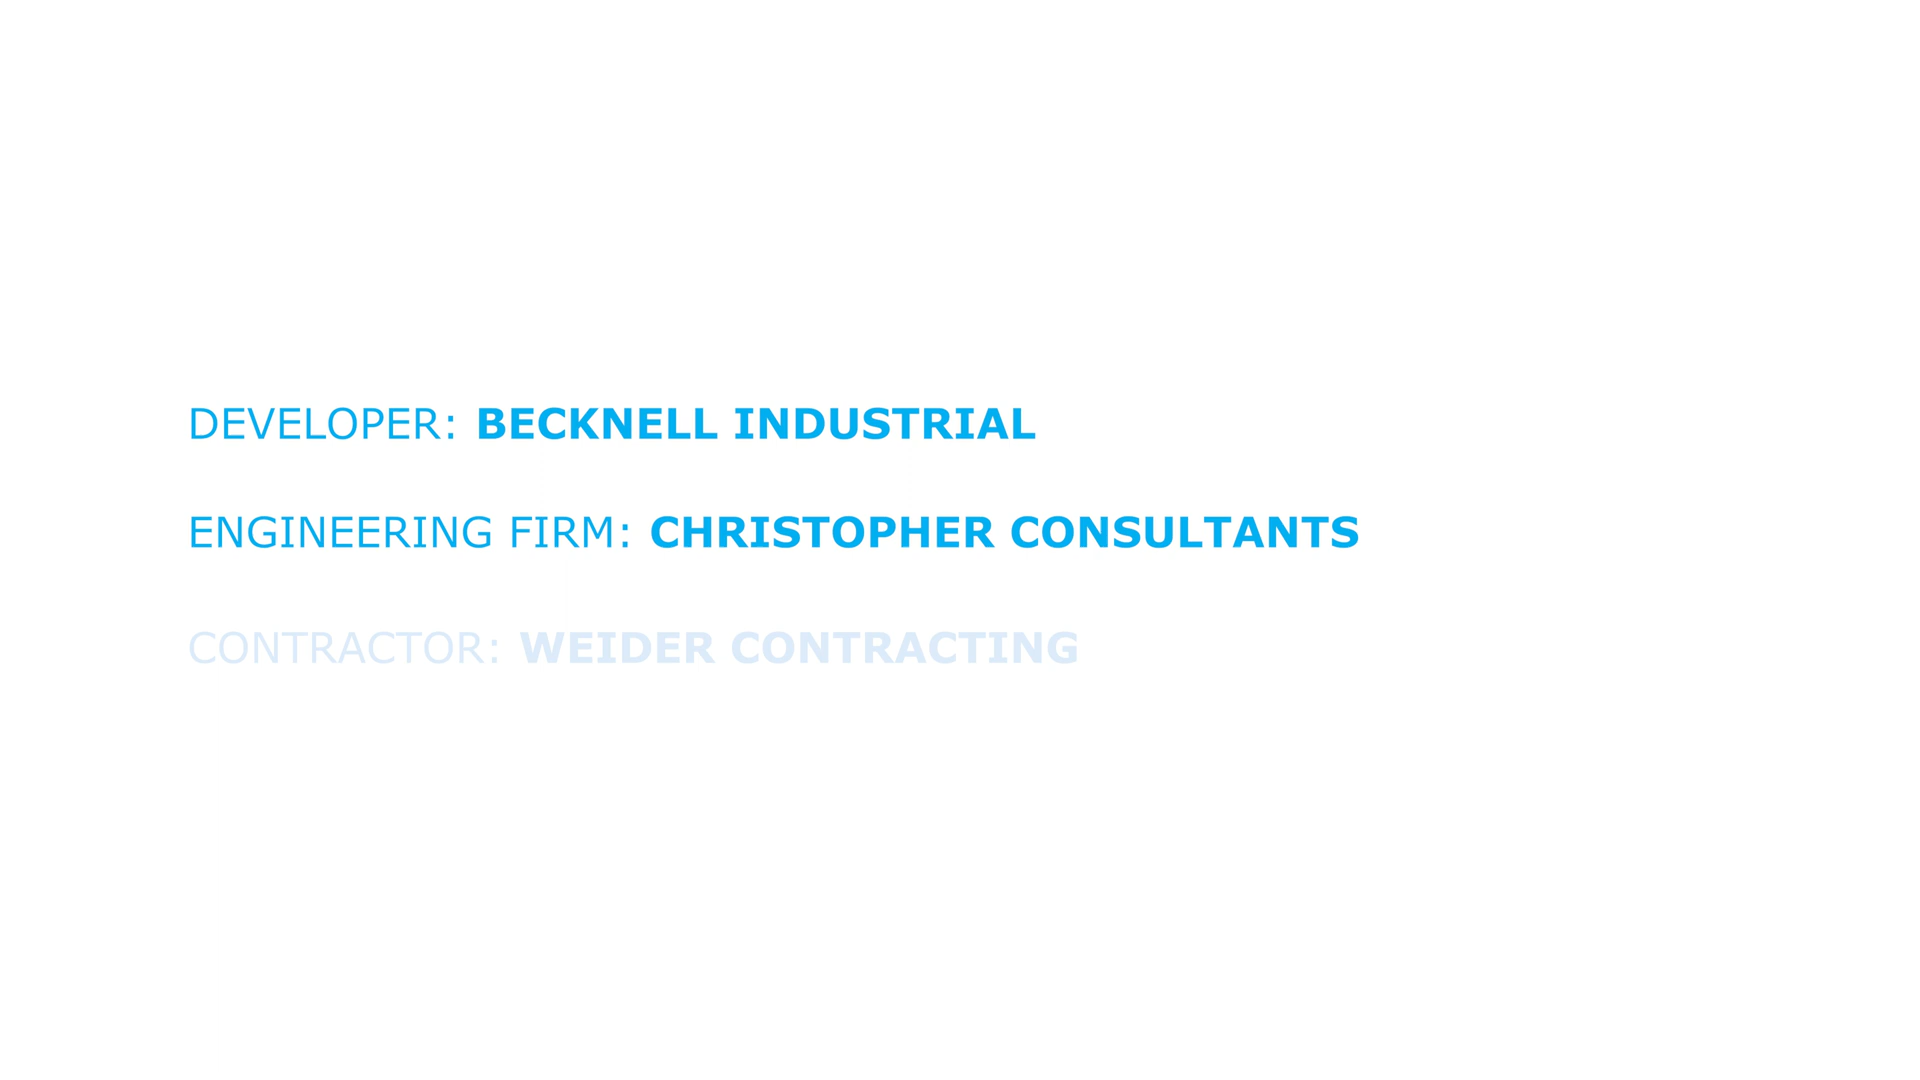 DEVELOPER: BECKNELL INDUSTRIAL
ENGINEERING FIRM: CHRISTOPHER CONSULTANTS
CONTRACTOR: WEIDER CONTRACTING